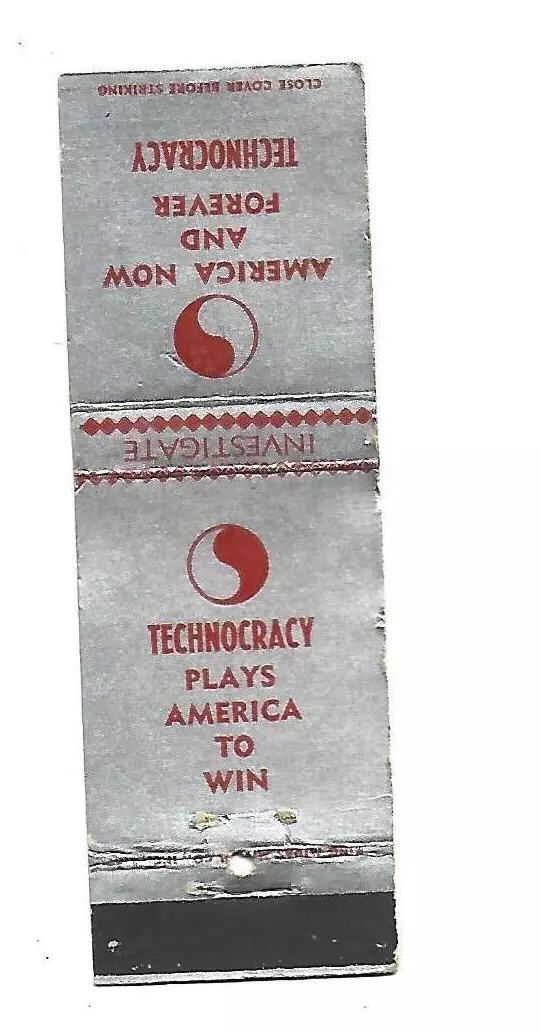 INVESTIGATE
AMERICA NOW
AND
FOREVER
TECHNOCRACY
CLOSE COVER BEFORE STRIKING
TECHNOCRACY
PLAYS
AMERICA
TO
WIN